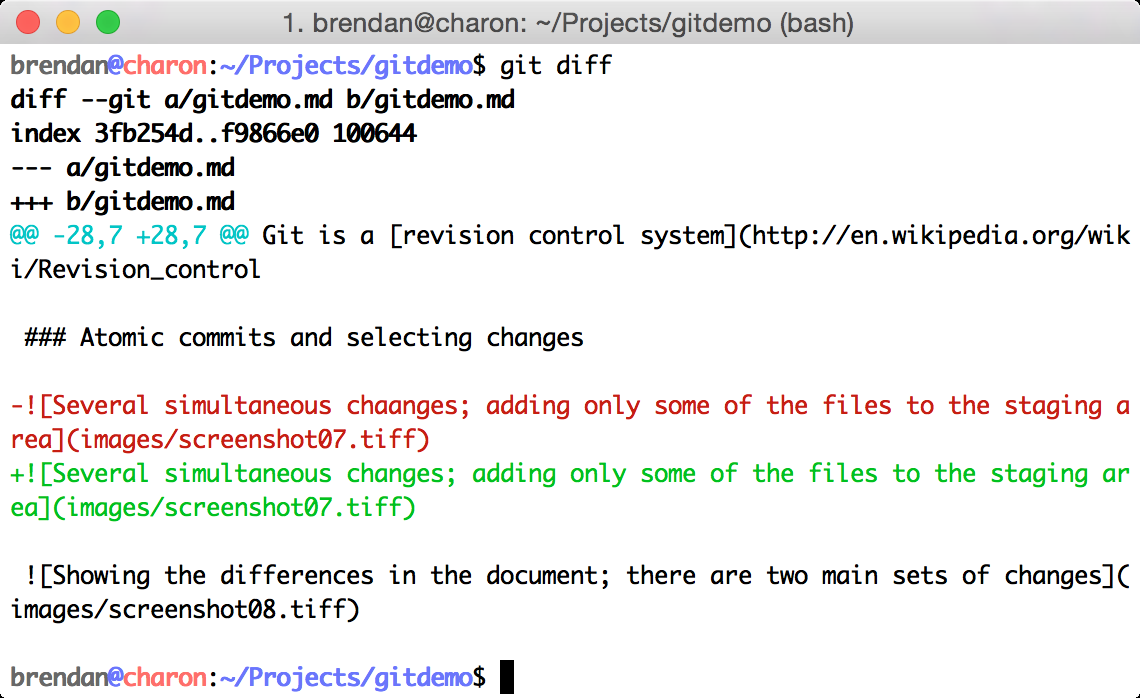 1. brendan@charon: ~/Projects/gitdemo (bash)
brendan@charon:~/Projects/gitdemo$ git diff
diff --git a/gitdemo.md b/gitdemo.md
index 3fb254d..f9866e0 100644
--- a/gitdemo.md
+++ b/gitdemo.md
@@ -28,7 +28,7 @@ Git is a [revision control system](http://en.wikipedia.org/wik
i/Revision_control
 ### Atomic commits and selecting changes
-![Several simultaneous chaanges; adding only some of the files to the staging a
rea](images/screenshot07.tiff)
+![Several simultaneous changes; adding only some of the files to the staging ar
ea](images/screenshot07.tiff)
 ![Showing the differences in the document; there are two main sets of changes](
images/screenshot08.tiff)
brendan@charon:~/Projects/gitdemo$